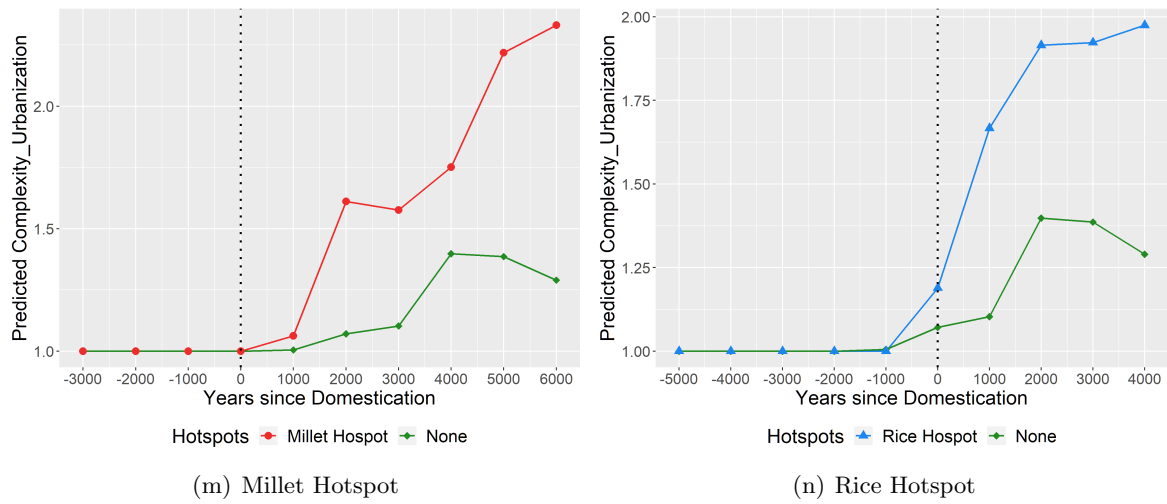 Predicted Complexity_Urbanization
2.0
1.5
1.0
-3000 -2000 -1000 0 1000 2000 3000 4000 5000 6000
Years since Domestication
Hotspots Millet Hospot None
(m) Millet Hotspot
Predicted Complexity_Urbanization
2.00
1.75
1.50
1.25
1.00
-5000 -4000 -3000 -2000 -1000 0 1000 2000 3000 4000
Years since Domestication
Hotspots Rice Hospot None
(n) Rice Hotspot